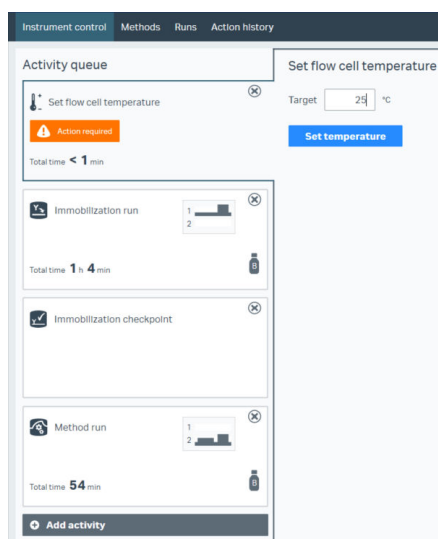 Instrument control Methods Runs Action history
Activity queue
Set flow cell temperature
Action required
Total time < 1 min
Immobilization run
1
2
Total time 1 h 4 min
B
Immobilization checkpoint
Method run
1
2
Total time 54 min
B
Add activity
Set flow cell temperature
Target 25 °C
Set temperature